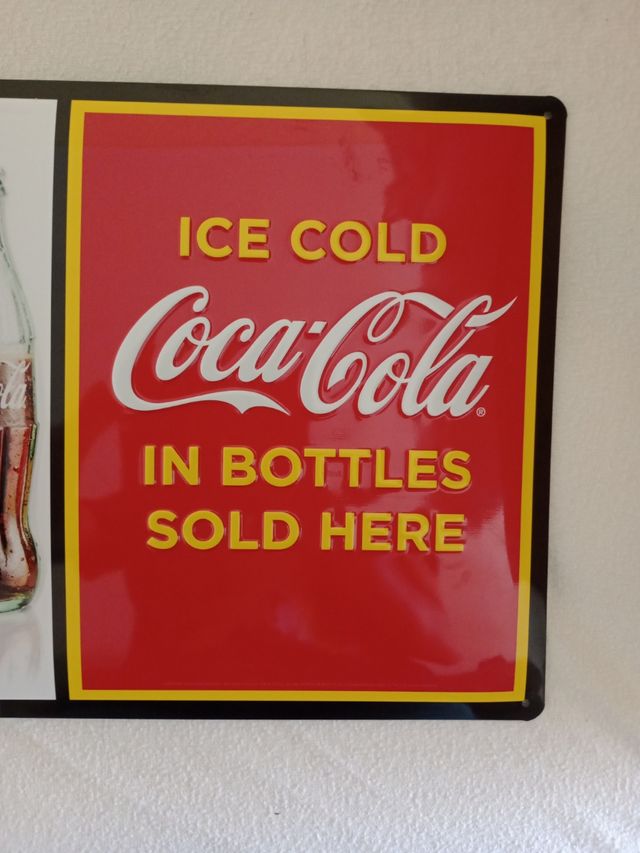 ICE COLD
Coca-Cola®
IN BOTTLES
SOLD HERE